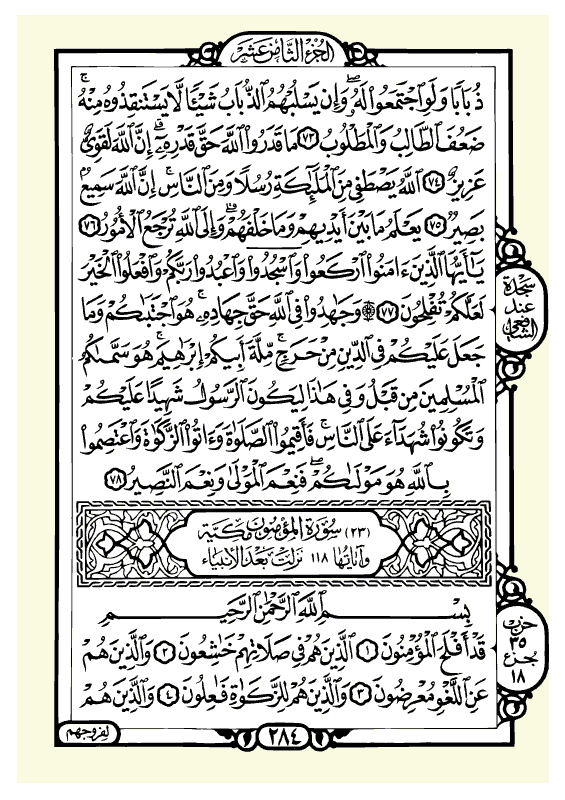 الجزء الثامن عشر
ذُبَابًا وَلَوِ ٱجۡتَمَعُواْ لَهُۥۖ وَإِن يَسۡلُبۡهُمُ ٱلذُّبَابُ شَيۡـًٔا لَّا يَسۡتَنقِذُوهُ مِنۡهُۚ
ضَعُفَ ٱلطَّالِبُ وَٱلۡمَطۡلُوبُ ٧٣ مَا قَدَرُواْ ٱللَّهَ حَقَّ قَدۡرِهِۦٓۚ إِنَّ ٱللَّهَ لَقَوِيٌّ
عَزِيزٌ ٧٤ ٱللَّهُ يَصۡطَفِي مِنَ ٱلۡمَلَٰٓئِكَةِ رُسُلًا وَمِنَ ٱلنَّاسِۚ إِنَّ ٱللَّهَ سَمِيعُۢ
بَصِيرٌ ٧٥ يَعۡلَمُ مَا بَيۡنَ أَيۡدِيهِمۡ وَمَا خَلۡفَهُمۡۚ وَإِلَى ٱللَّهِ تُرۡجَعُ ٱلۡأُمُورُ ٧٦
يَـٰٓأَيُّهَا ٱلَّذِينَ ءَامَنُواْ ٱرۡكَعُواْ وَٱسۡجُدُواْ وَٱعۡبُدُواْ رَبَّكُمۡ وَٱفۡعَلُواْ ٱلۡخَيۡرَ
لَعَلَّكُمۡ تُفۡلِحُونَ ٧٧ ۩ وَجَٰهِدُواْ فِي ٱللَّهِ حَقَّ جِهَادِهِۦۚ هُوَ ٱجۡتَبَىٰكُمۡ وَمَا
جَعَلَ عَلَيۡكُمۡ فِي ٱلدِّينِ مِنۡ حَرَجٖۚ مِّلَّةَ أَبِيكُمۡ إِبۡرَٰهِيمَۚ هُوَ سَمَّىٰكُمُ
ٱلۡمُسۡلِمِينَ مِن قَبۡلُ وَفِي هَٰذَا لِيَكُونَ ٱلرَّسُولُ شَهِيدًا عَلَيۡكُمۡ
وَتَكُونُواْ شُهَدَآءَ عَلَى ٱلنَّاسِۚ فَأَقِيمُواْ ٱلصَّلَوٰةَ وَءَاتُواْ ٱلزَّكَوٰةَ وَٱعۡتَصِمُواْ
بِٱللَّهِ هُوَ مَوۡلَىٰكُمۡۖ فَنِعۡمَ ٱلۡمَوۡلَىٰ وَنِعۡمَ ٱلنَّصِيرُ ٧٨
(٢٣) سورة المؤمنون مكية
وآياتها ١١٨ نزلت بعد الأنبياء
بِسۡمِ ٱللَّهِ ٱلرَّحۡمَٰنِ ٱلرَّحِيمِ
قَدۡ أَفۡلَحَ ٱلۡمُؤۡمِنُونَ ١ ٱلَّذِينَ هُمۡ فِي صَلَاتِهِمۡ خَٰشِعُونَ ٢ وَٱلَّذِينَ هُمۡ
عَنِ ٱللَّغۡوِ مُعۡرِضُونَ ٣ وَٱلَّذِينَ هُمۡ لِلزَّكَوٰةِ فَٰعِلُونَ ٤ وَٱلَّذِينَ هُمۡ
سجدة
عند
الشافعي
حزب
٣٥
جزء
١٨
٢٨٤
لفروجهم